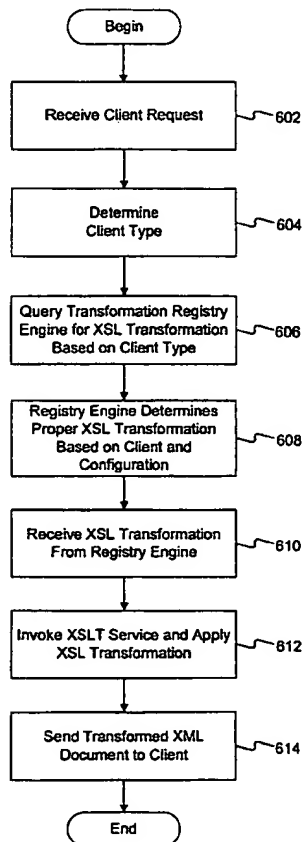 Begin
Receive Client Request
602
Determine
Client Type
604
Query Transformation Registry
Engine for XSL Transformation
Based on Client Type
606
Registry Engine Determines
Proper XSL Transformation
Based on Client and
Configuration
608
Receive XSL Transformation
From Registry Engine
610
Invoke XSLT Service and Apply
XSL Transformation
612
Send Transformed XML
Document to Client
614
End